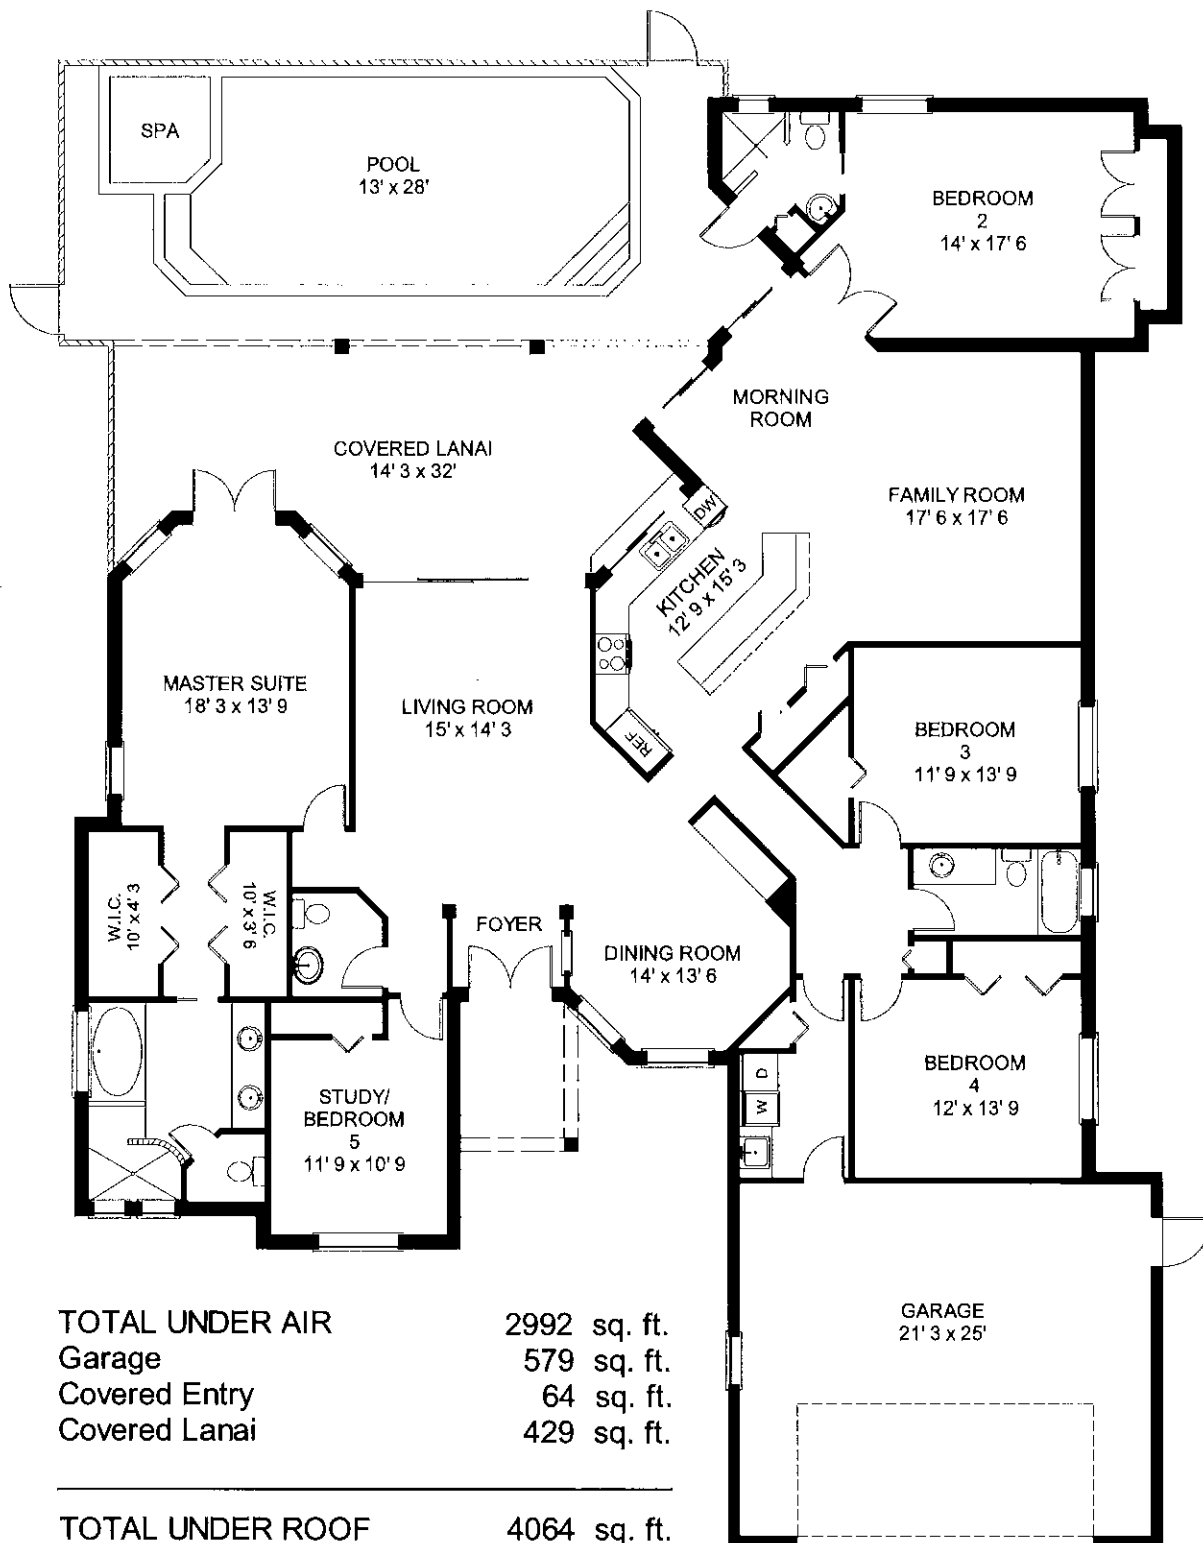 SPA
POOL
13' x 28'
BEDROOM
2
14' x 17' 6
MORNING
ROOM
COVERED LANAI
14' 3 x 32'
FAMILY ROOM
17' 6 x 17' 6
DW
KITCHEN
12' 9 x 15' 3
REF
MASTER SUITE
18' 3 x 13' 9
LIVING ROOM
15' x 14' 3
BEDROOM
3
11' 9 x 13' 9
W.I.C.
10' x 4' 3
W.I.C.
10' x 3' 6
FOYER
DINING ROOM
14' x 13' 6
STUDY/
BEDROOM
5
11' 9 x 10' 9
D
W
BEDROOM
4
12' x 13' 9
GARAGE
21' 3 x 25'
TOTAL UNDER AIR 2992 sq. ft.
Garage 579 sq. ft.
Covered Entry 64 sq. ft.
Covered Lanai 429 sq. ft.
TOTAL UNDER ROOF 4064 sq. ft.